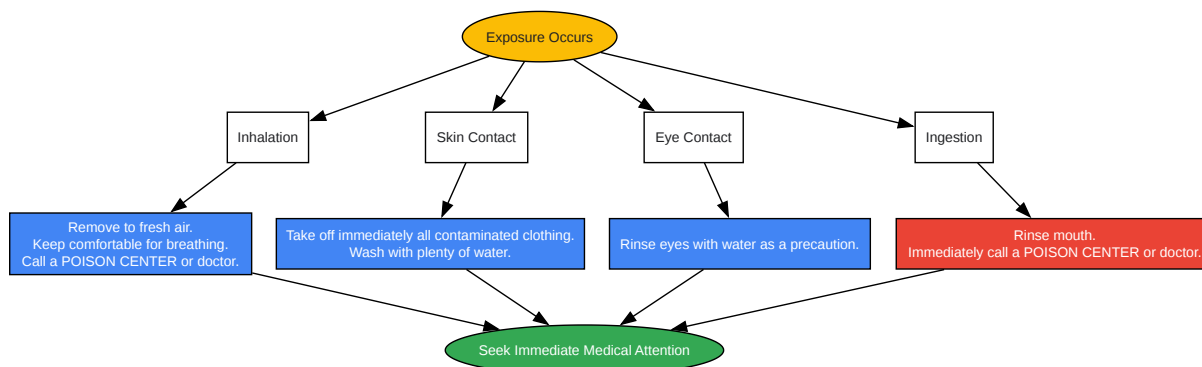 Exposure Occurs
Inhalation
Skin Contact
Eye Contact
Ingestion
Remove to fresh air.
Keep comfortable for breathing.
Call a POISON CENTER or doctor.
Take off immediately all contaminated clothing.
Wash with plenty of water.
Rinse eyes with water as a precaution.
Rinse mouth.
Immediately call a POISON CENTER or doctor.
Seek Immediate Medical Attention